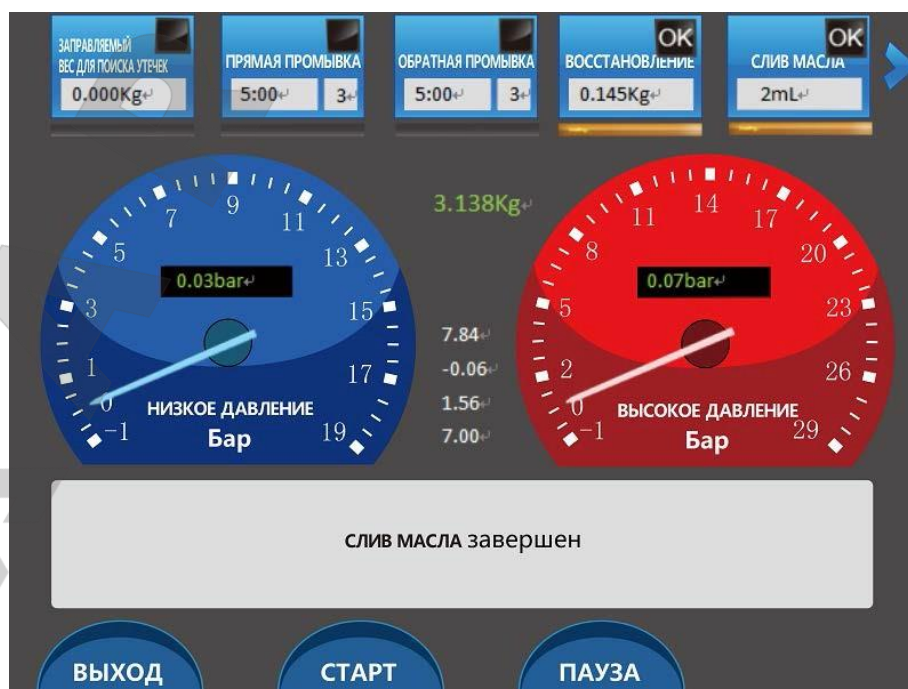 ЗАПРАВЛЯЕМЫЙ
ВЕС ДЛЯ ПОИСКА УТЕЧЕК
0.000Kg↵
ПРЯМАЯ ПРОМЫВКА
5:00↵ 3↵
ОБРАТНАЯ ПРОМЫВКА
5:00↵ 3↵
OK
ВОССТАНОВЛЕНИЕ
0.145Kg↵
OK
СЛИВ МАСЛА
2mL↵
-1
0
1
3
5
7
9
11
13
15
17
19
0.03bar↵
НИЗКОЕ ДАВЛЕНИЕ
Бар
3.138Kg↵
7.84↵
-0.06↵
1.56↵
7.00↵
-1
0
2
5
8
11
14
17
20
23
26
29
0.07bar↵
ВЫСОКОЕ ДАВЛЕНИЕ
Бар
СЛИВ МАСЛА завершен
ВЫХОД
СТАРТ
ПАУЗА